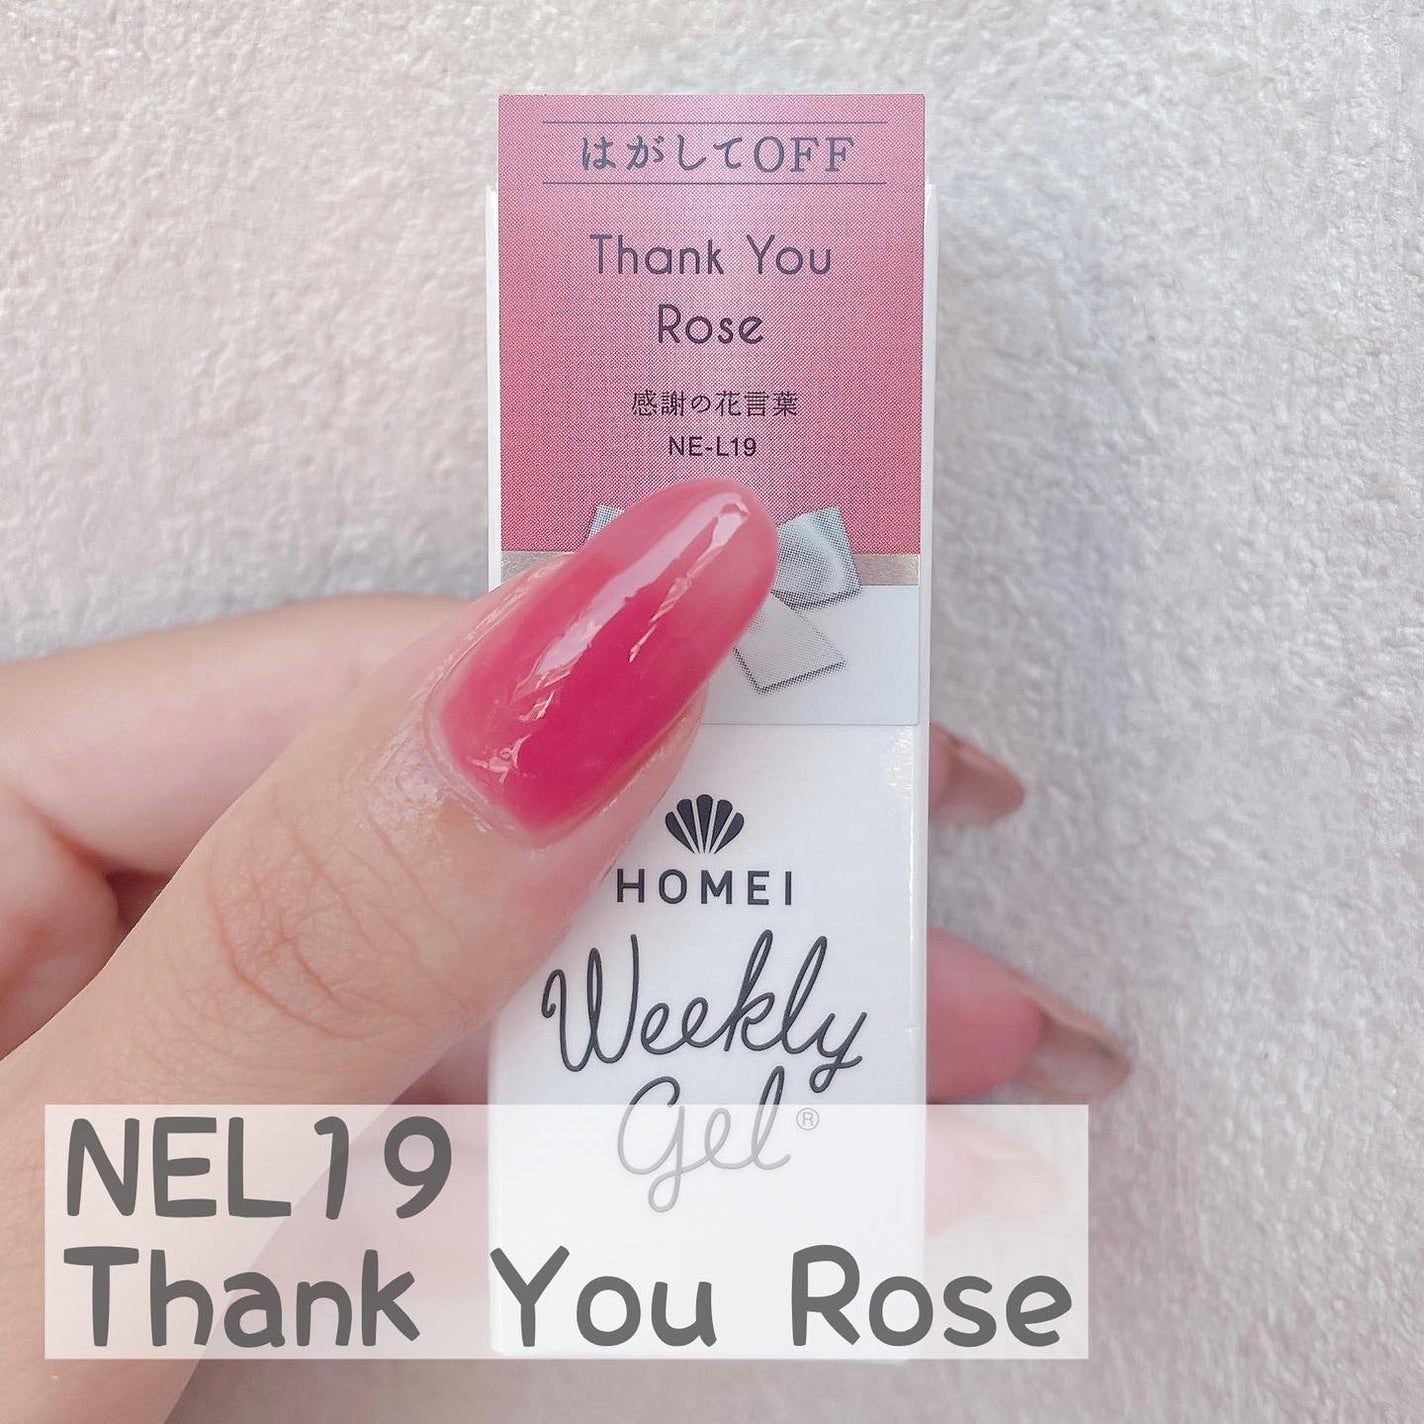 はがしてOFF
Thank You
Rose
感謝の花言葉
NE-L19
HOMEI
Weekly
Gel®
NEL19
Thank You Rose